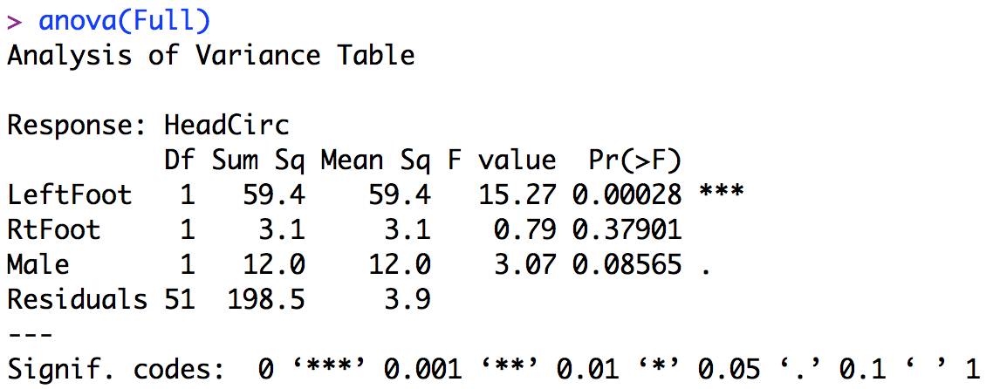 > anova(Full)
Analysis of Variance Table

Response: HeadCirc
          Df Sum Sq Mean Sq F value  Pr(>F)
LeftFoot   1   59.4    59.4   15.27 0.00028 ***
RtFoot     1    3.1     3.1    0.79 0.37901
Male       1   12.0    12.0    3.07 0.08565 .
Residuals 51  198.5     3.9
---
Signif. codes:  0 ‘***’ 0.001 ‘**’ 0.01 ‘*’ 0.05 ‘.’ 0.1 ‘ ’ 1